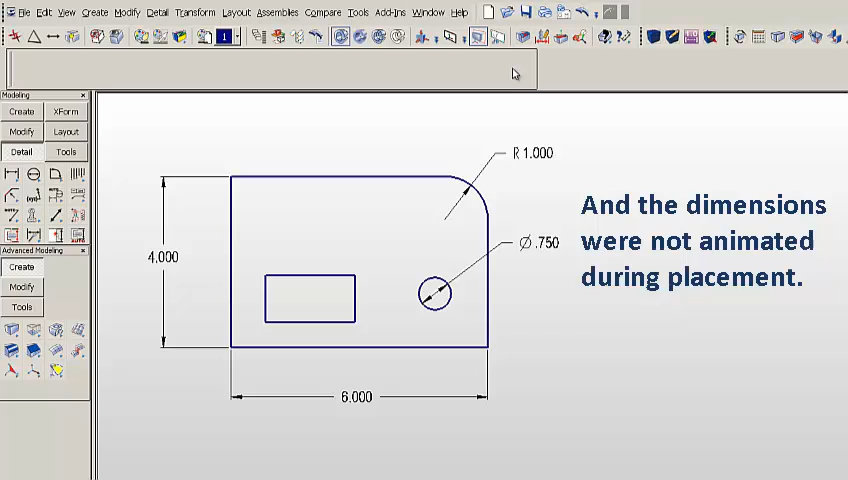 File Edit View Create Modify Detail Transform Layout Assemblies Compare Tools Add-Ins Window Help
1
Modeling
Create XForm
Modify Layout
Detail Tools
Advanced Modeling
Create
Modify
Tools
R 1.000
4.000
Ø .750
6.000
And the dimensions
were not animated
during placement.